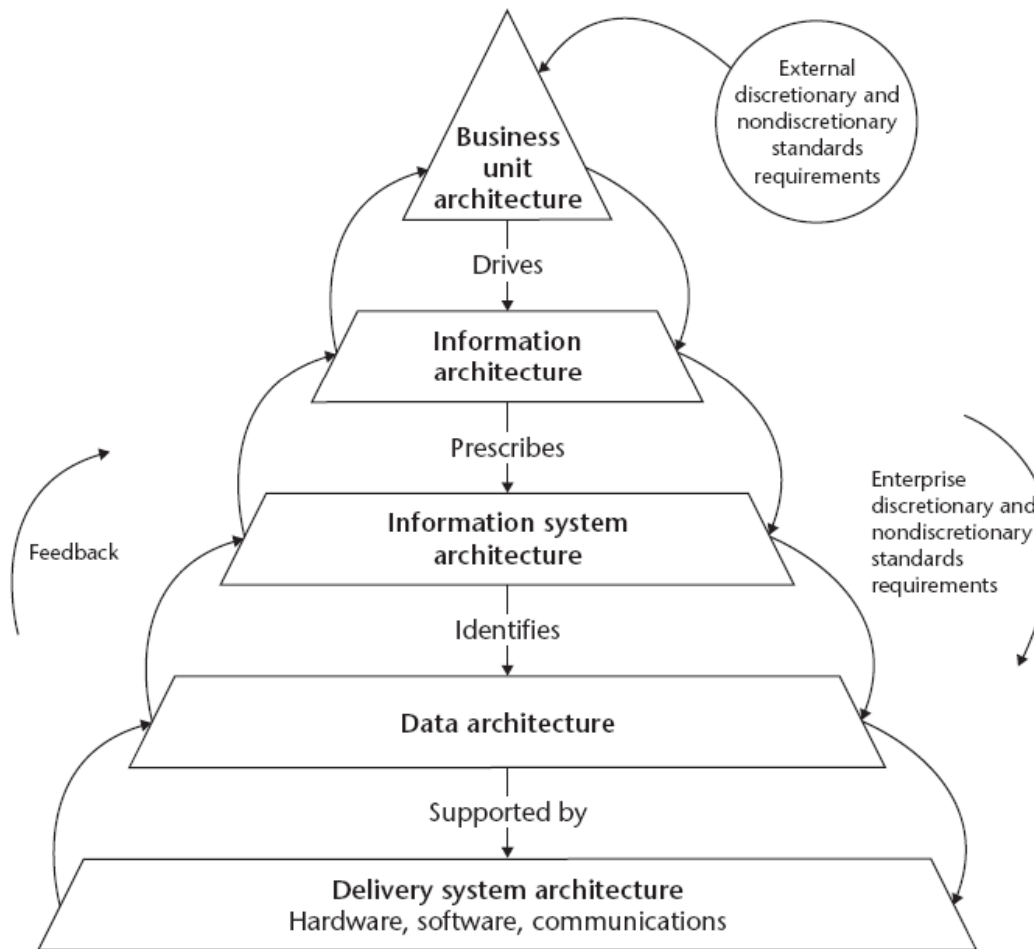 External
discretionary and
nondiscretionary
standards
requirements
Business
unit
architecture
Drives
Information
architecture
Prescribes
Information system
architecture
Feedback
Enterprise
discretionary and
nondiscretionary
standards
requirements
Identifies
Data architecture
Supported by
Delivery system architecture
Hardware, software, communications